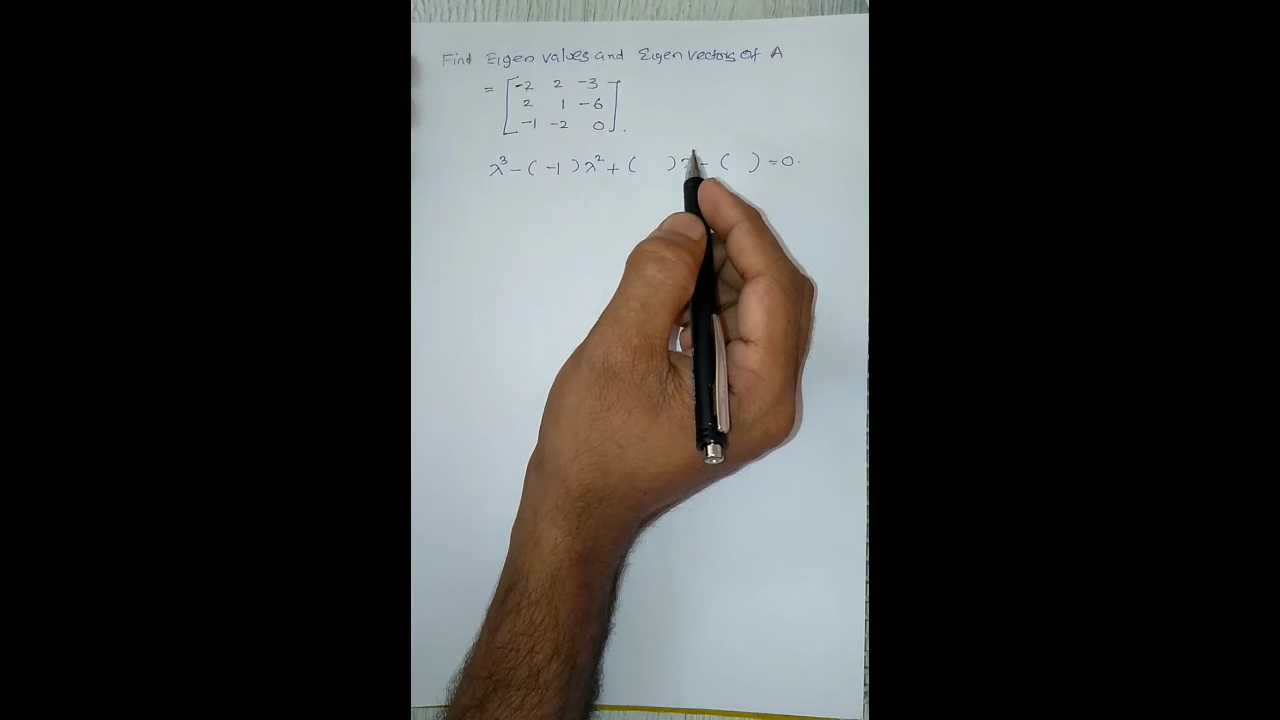 Find Eigen values and Eigen vectors of A
= [-2 2 -3
2 1 -6
-1 -2 0].
λ³ - ( -1 ) λ² + ( ) λ - ( ) = 0.